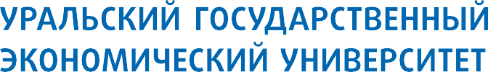 УРАЛЬСКИЙ ГОСУДАРСТВЕННЫЙ
ЭКОНОМИЧЕСКИЙ УНИВЕРСИТЕТ